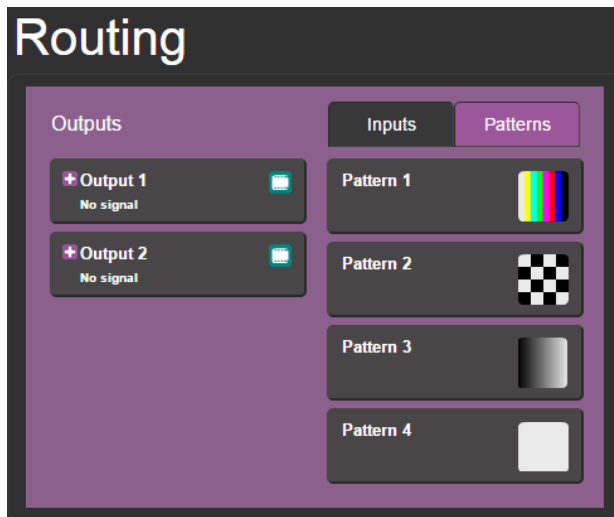 Routing
Outputs
Inputs
Patterns
Output 1
No signal
Output 2
No signal
Pattern 1
Pattern 2
Pattern 3
Pattern 4